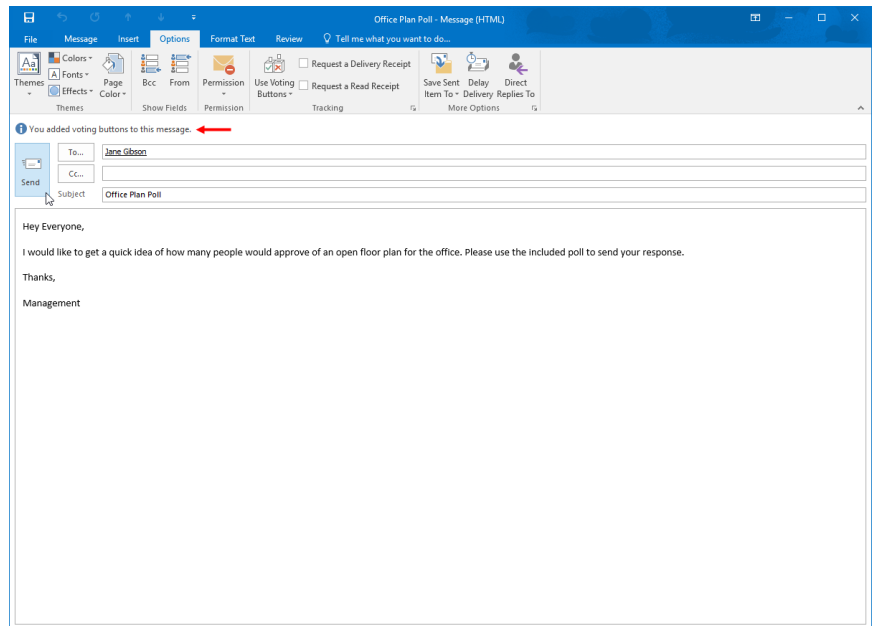 Office Plan Poll - Message (HTML)
File Message Insert Options Format Text Review Tell me what you want to do...
Aa
Themes
Colors
A Fonts
Effects
Page Color
Bcc From
Permission
Use Voting Buttons
Request a Delivery Receipt
Request a Read Receipt
Save Sent Item To
Delay Delivery
Direct Replies To
Themes Show Fields Permission Tracking More Options
You added voting buttons to this message.
Send
To... Jane Gibson
Cc...
Subject Office Plan Poll
Hey Everyone,
I would like to get a quick idea of how many people would approve of an open floor plan for the office. Please use the included poll to send your response.
Thanks,
Management